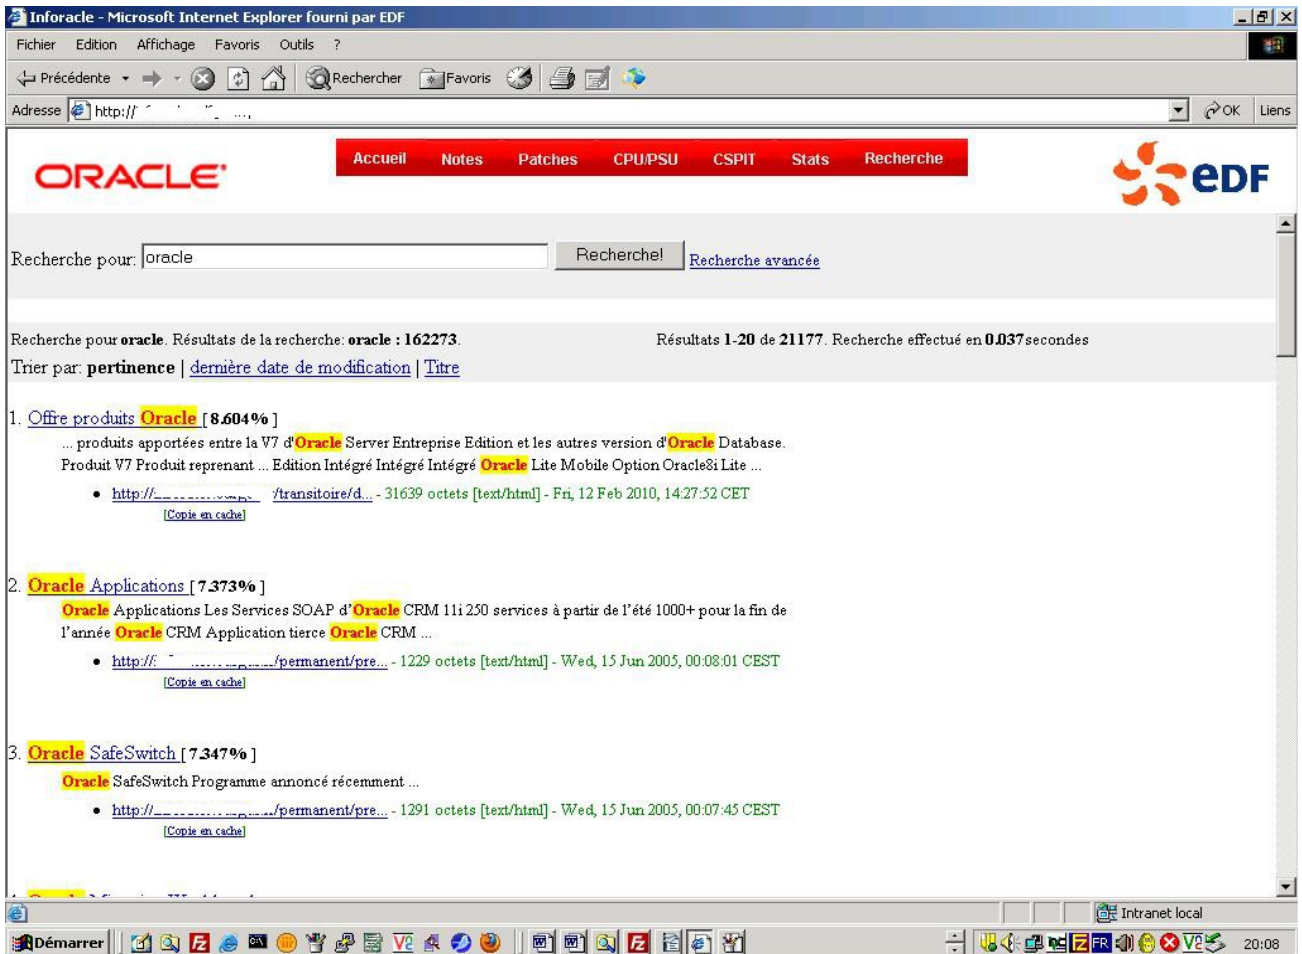 Inforacle - Microsoft Internet Explorer fourni par EDF
Fichier Edition Affichage Favoris Outils ?
Précédente Rechercher Favoris
Adresse http:// OK Liens
ORACLE Accueil Notes Patches CPU/PSU CSPIT Stats Recherche eDF
Recherche pour: oracle Recherche! Recherche avancée
Recherche pour oracle. Résultats de la recherche: oracle : 162273. Résultats 1-20 de 21177. Recherche effectué en 0.037secondes
Trier par: pertinence | dernière date de modification | Titre
1. Offre produits Oracle [ 8.604% ]
... produits apportées entre la V7 d'Oracle Server Entreprise Edition et les autres version d'Oracle Database.
Produit V7 Produit reprenant ... Edition Intégré Intégré Intégré Oracle Lite Mobile Option Oracle8i Lite ...
http:// /transitoire/d... - 31639 octets [text/html] - Fri, 12 Feb 2010, 14:27:52 CET
[Copie en cache]
2. Oracle Applications [ 7.373% ]
Oracle Applications Les Services SOAP d'Oracle CRM 11i 250 services à partir de l'été 1000+ pour la fin de
l'année Oracle CRM Application tierce Oracle CRM ...
http:// /permanent/pre... - 1229 octets [text/html] - Wed, 15 Jun 2005, 00:08:01 CEST
[Copie en cache]
3. Oracle SafeSwitch [ 7.347% ]
Oracle SafeSwitch Programme annoncé récemment ...
http:// /permanent/pre... - 1291 octets [text/html] - Wed, 15 Jun 2005, 00:07:45 CEST
[Copie en cache]
Intranet local
Démarrer FR 20:08